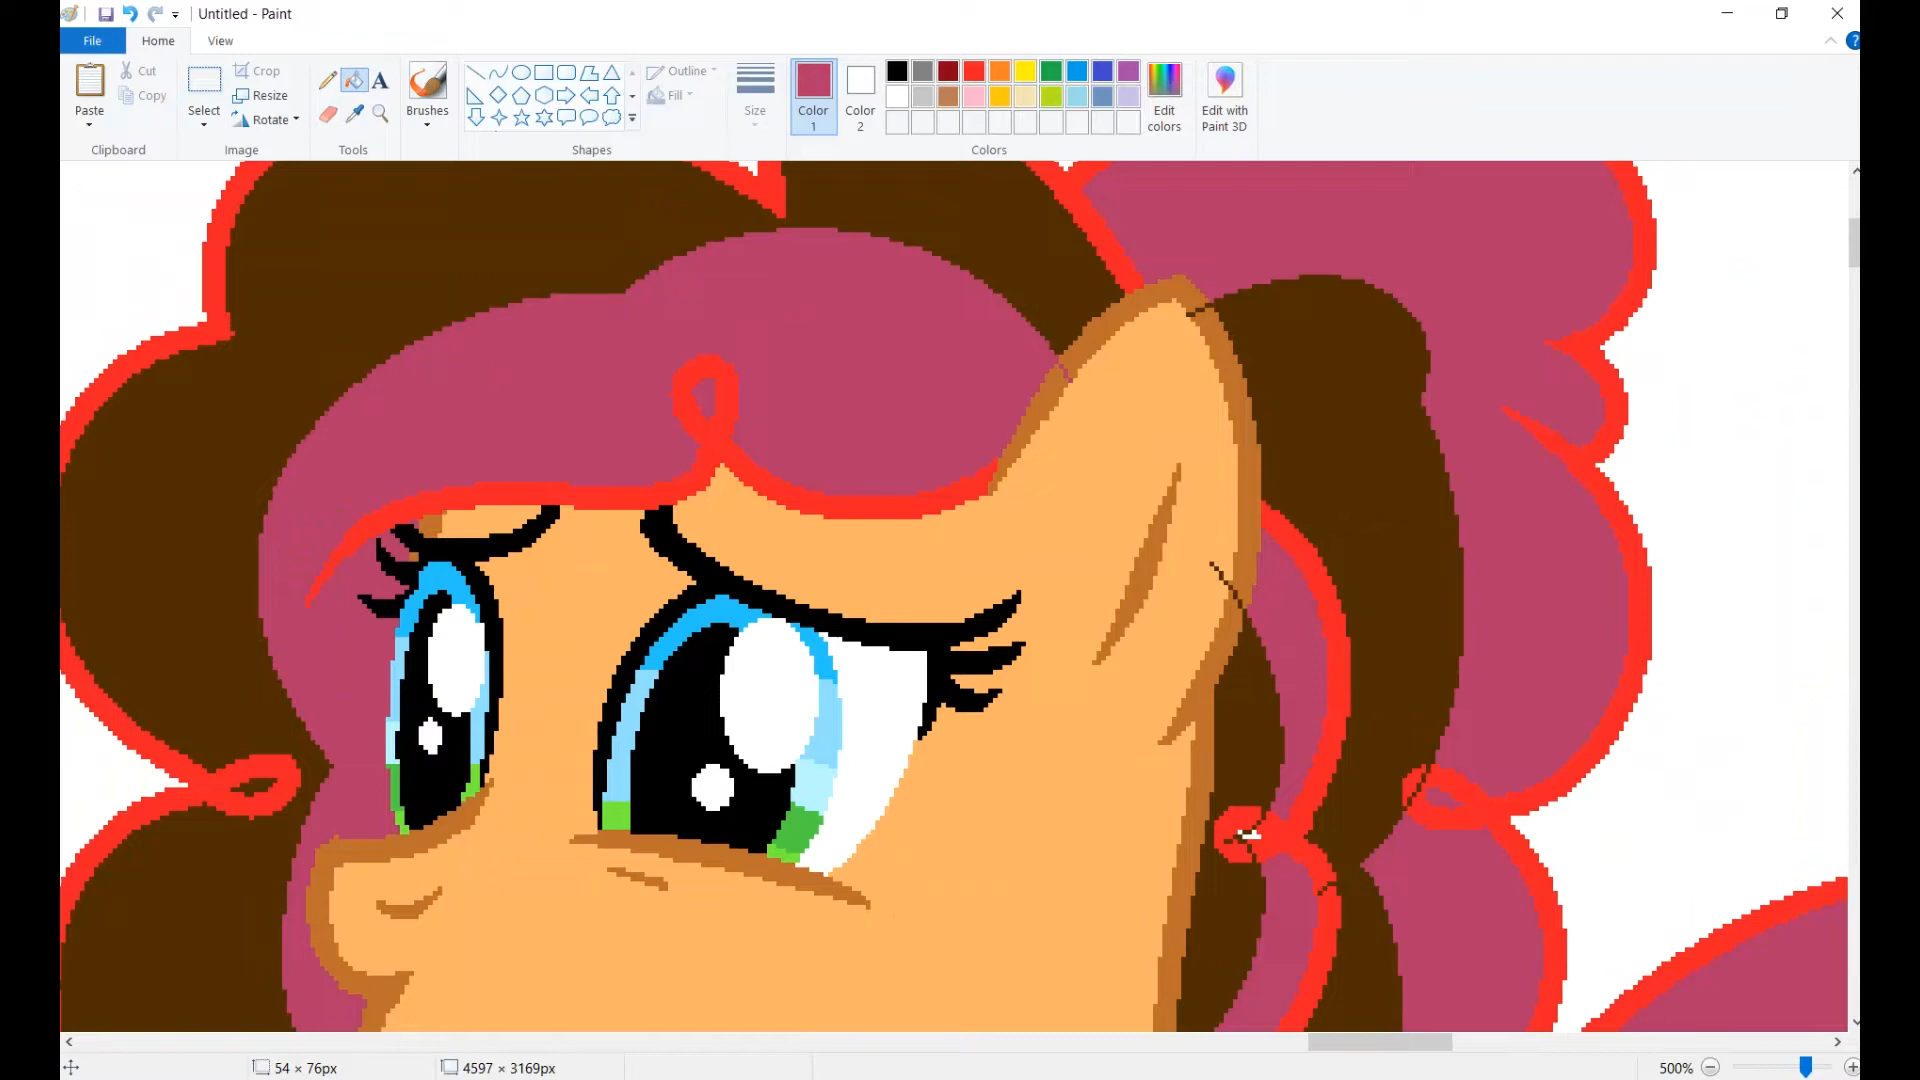 Untitled - Paint
File Home View
Paste
Cut
Copy
Clipboard
Select
Crop
Resize
Rotate
Image
A
Tools
Brushes
Shapes
Outline
Fill
Size
Color 1
Color 2
Colors
Edit colors
Edit with Paint 3D
?
54 × 76px
4597 × 3169px
500%